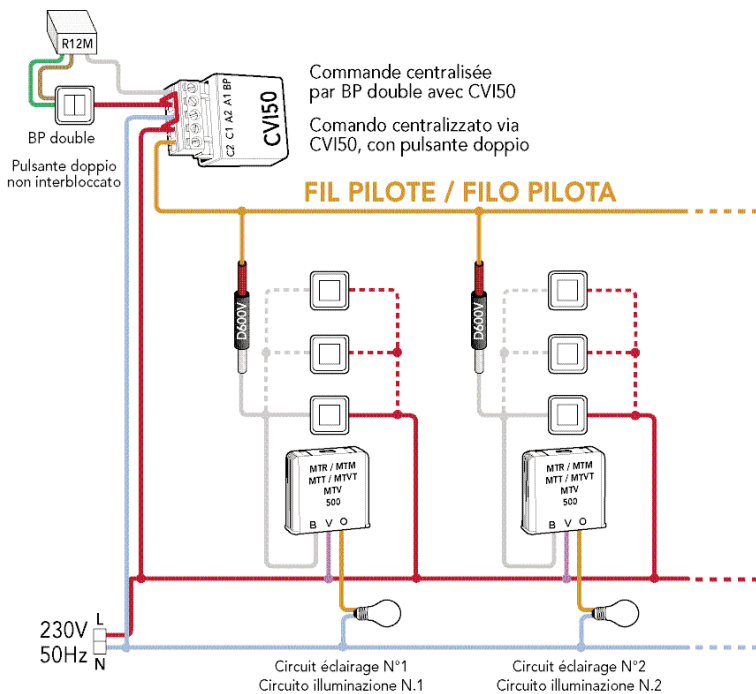 R12M
BP double
Pulsante doppio
non interbloccato
C2 C1 A2 A1 BP
CVI50
Commande centralisée
par BP double avec CVI50
Comando centralizzato via
CVI50, con pulsante doppio
FIL PILOTE / FILO PILOTA
D600V
D600V
MTR / MTM
MTT / MTVT
MTV
500
B V O
MTR / MTM
MTT / MTVT
MTV
500
B V O
230V L
50Hz N
Circuit éclairage N°1
Circuito illuminazione N.1
Circuit éclairage N°2
Circuito illuminazione N.2